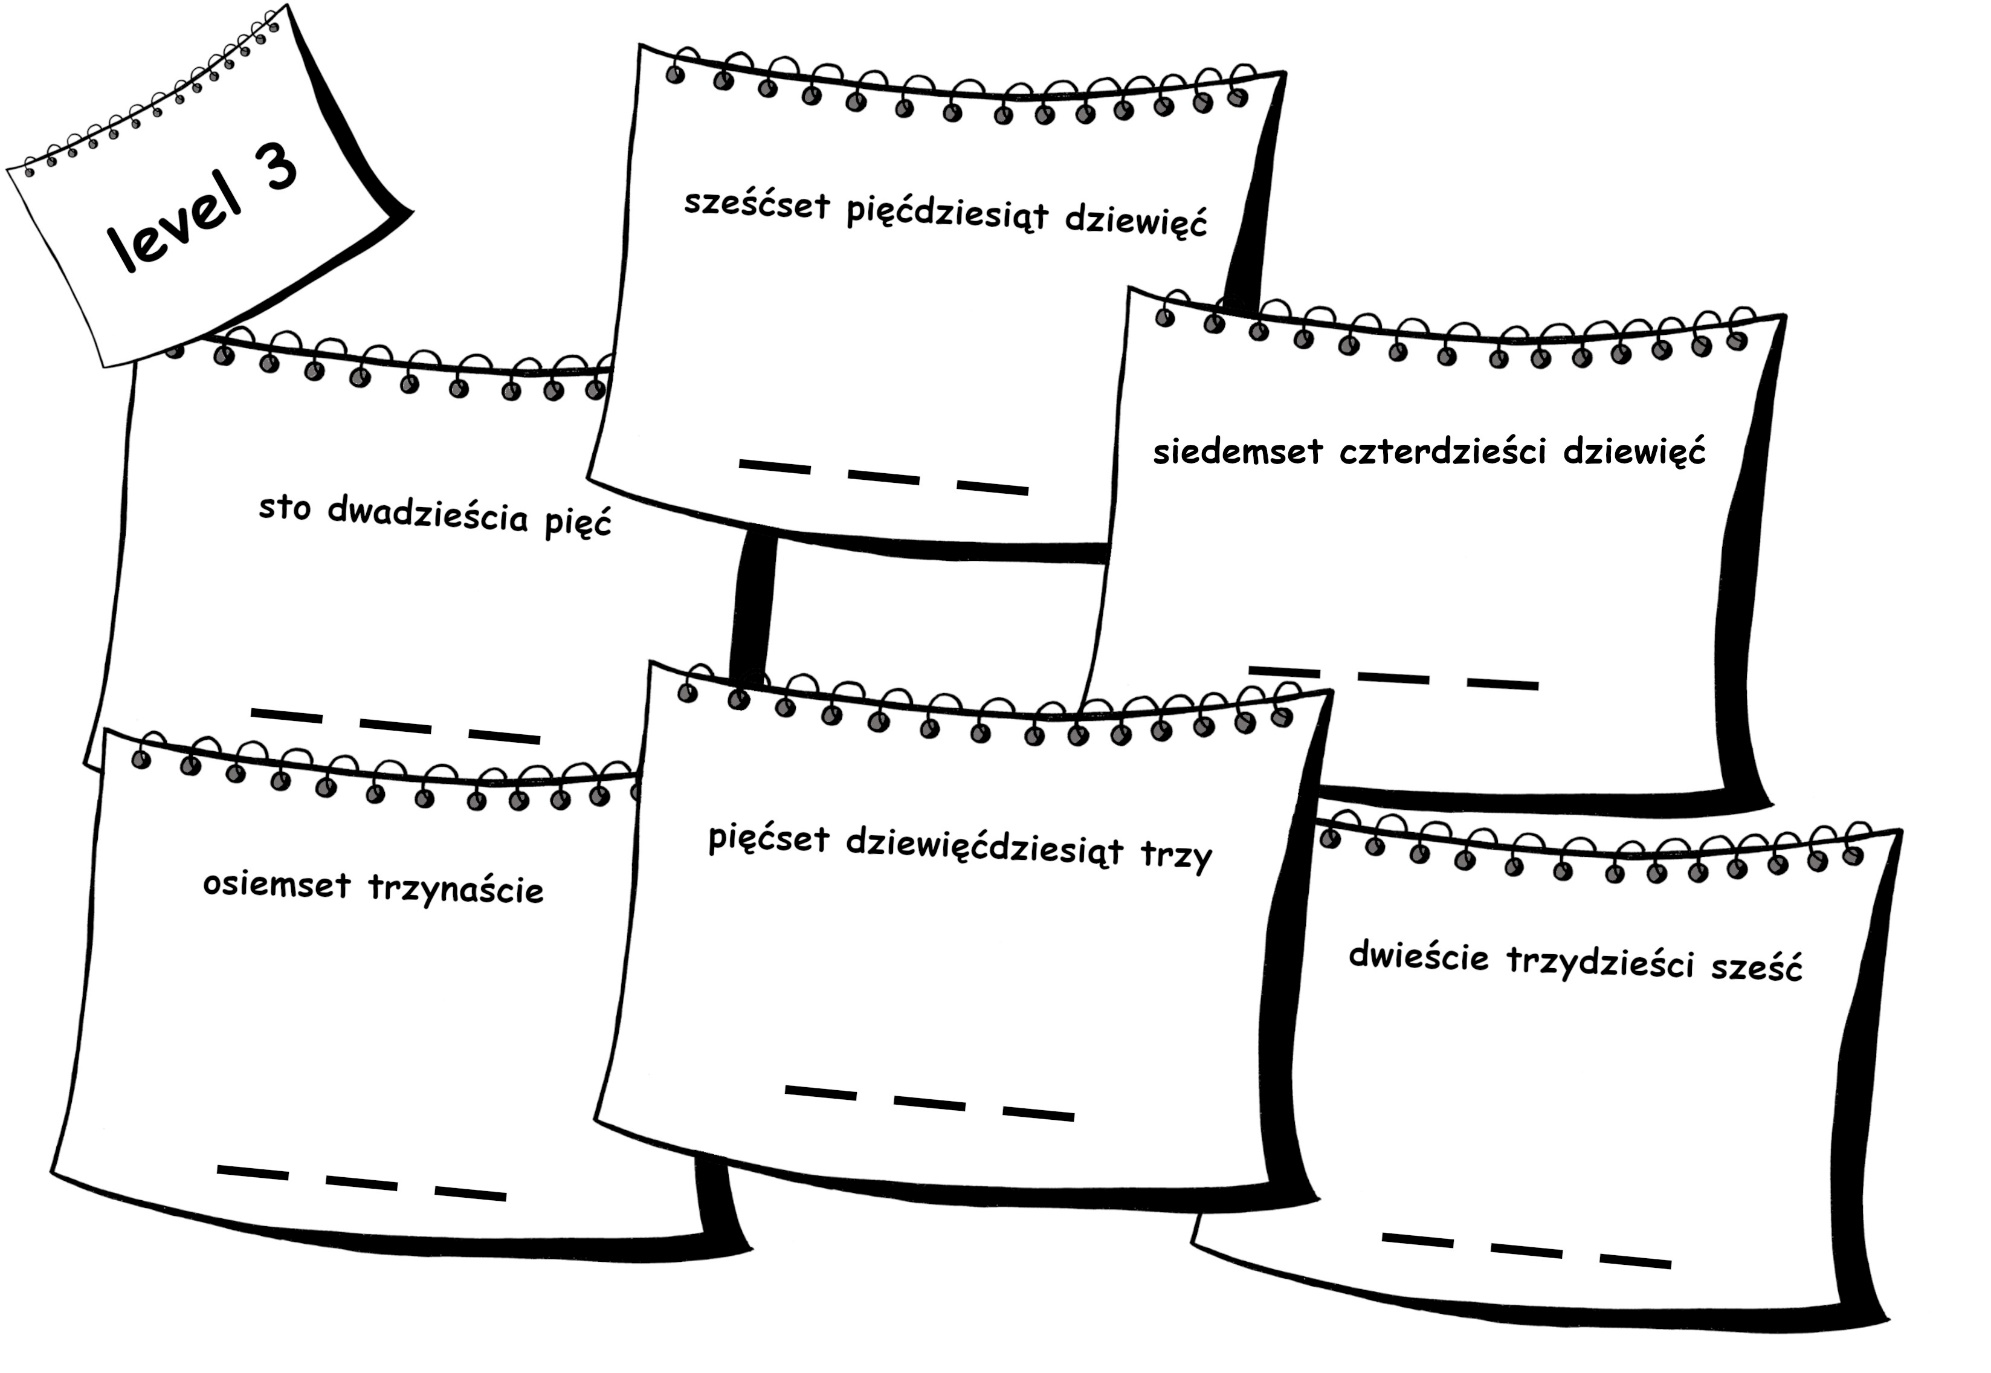 level 3
sześćset pięćdziesiąt dziewięć
siedemset czterdzieści dziewięć
sto dwadzieścia pięć
pięćset dziewięćdziesiąt trzy
osiemset trzynaście
dwieście trzydzieści sześć